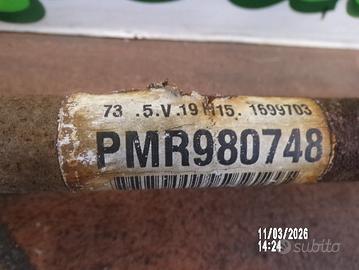 73 .5.V.19 115. 1699703
PMR980748
11/03/2026
14:24
subito